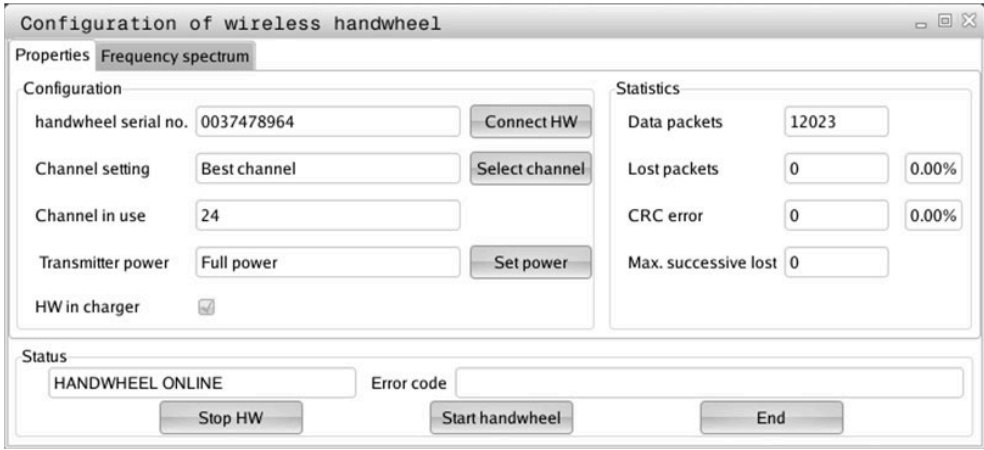 Configuration of wireless handwheel
Properties Frequency spectrum
Configuration
handwheel serial no. 0037478964 Connect HW
Channel setting Best channel Select channel
Channel in use 24
Transmitter power Full power Set power
HW in charger
Statistics
Data packets 12023
Lost packets 0 0.00%
CRC error 0 0.00%
Max. successive lost 0
Status
HANDWHEEL ONLINE Error code
Stop HW Start handwheel End